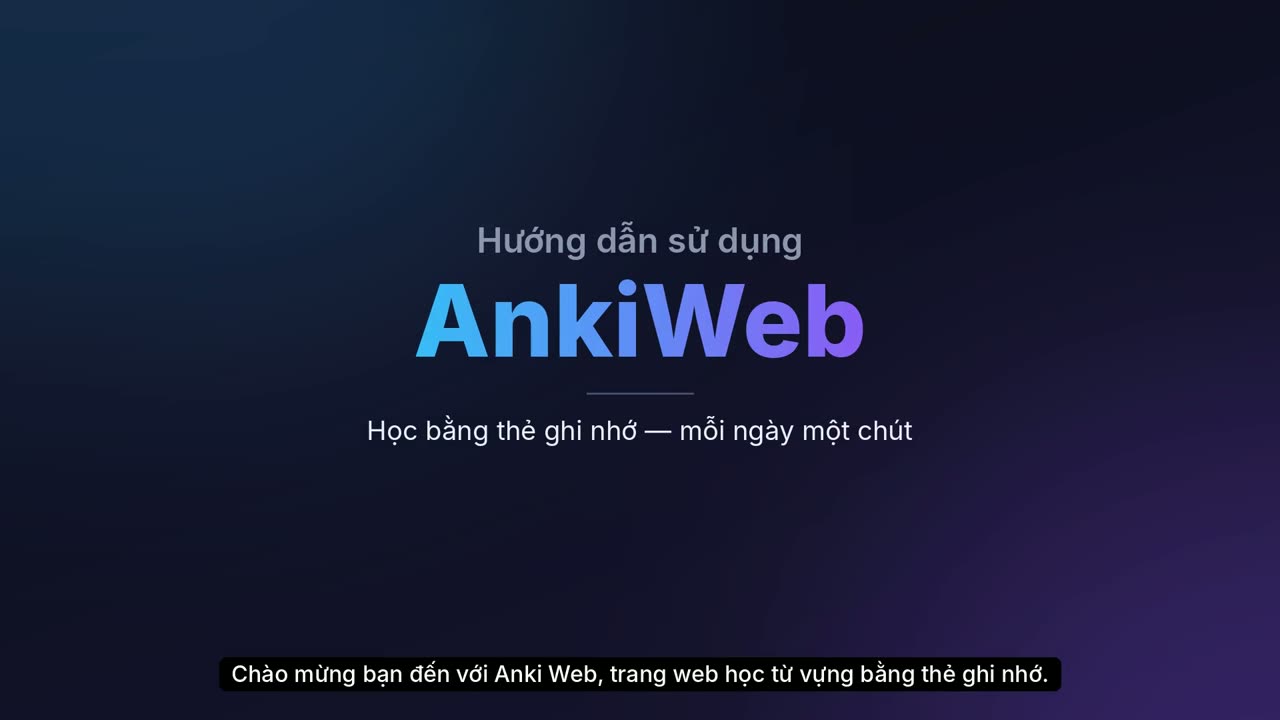 Hướng dẫn sử dụng
AnkiWeb
Học bằng thẻ ghi nhớ — mỗi ngày một chút
Chào mừng bạn đến với Anki Web, trang web học từ vựng bằng thẻ ghi nhớ.